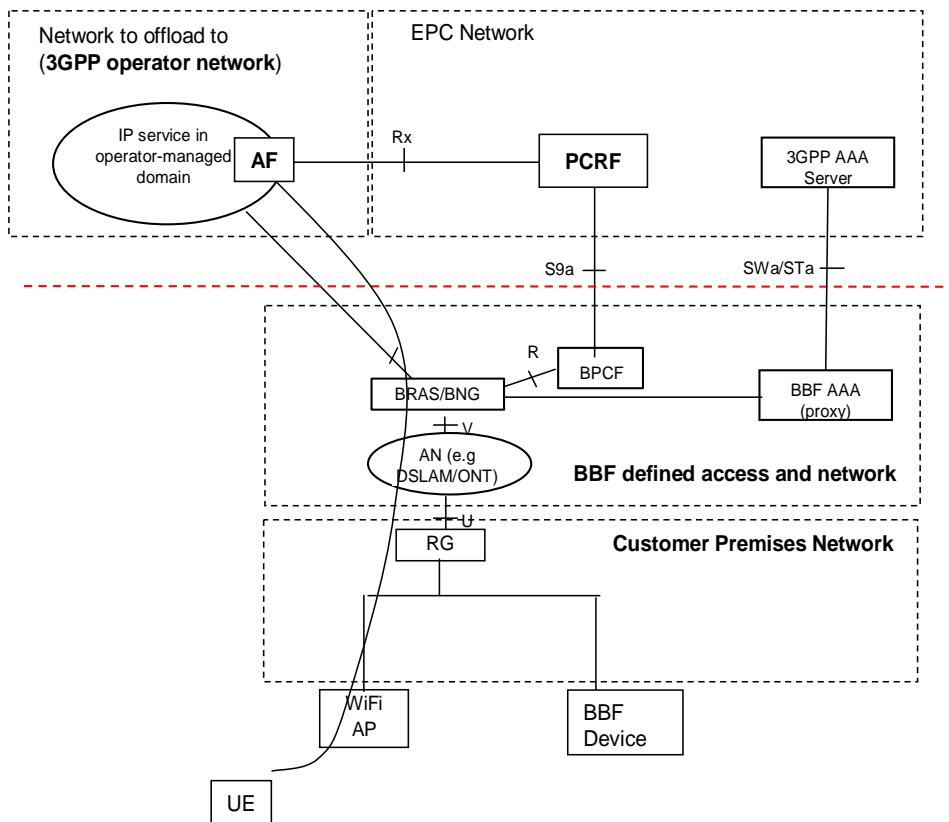 Network to offload to
(3GPP operator network)
EPC Network
IP service in
operator-managed
domain
AF
Rx
PCRF
3GPP AAA
Server
S9a
SWa/STa
R
BPCF
BRAS/BNG
BBF AAA
(proxy)
V
AN (e.g
DSLAM/ONT)
BBF defined access and network
U
RG
Customer Premises Network
WiFi
AP
BBF
Device
UE